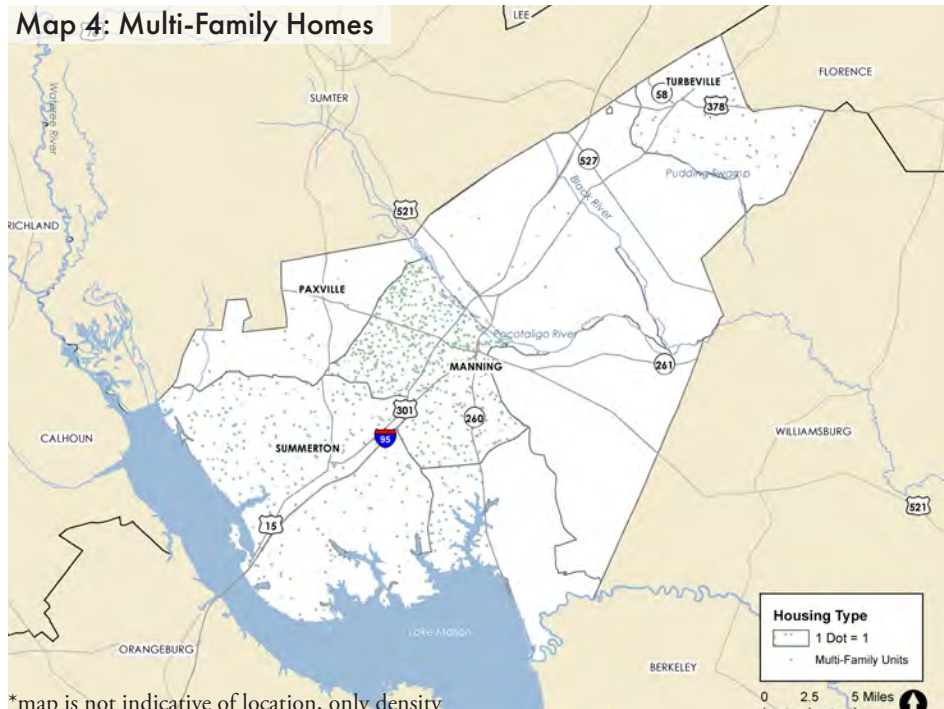 Map 4: Multi-Family Homes
LEE
FLORENCE
TURBEVILLE
58
378
SUMTER
Wateree River
527
Pudding Swamp
Black River
521
RICHLAND
PAXVILLE
Pocotaligo River
MANNING
261
301
260
95
WILLIAMSBURG
CALHOUN
SUMMERTON
521
15
Lake Marion
ORANGEBURG
BERKELEY
Housing Type
1 Dot = 1
Multi-Family Units
0 2.5 5 Miles
*map is not indicative of location, only density